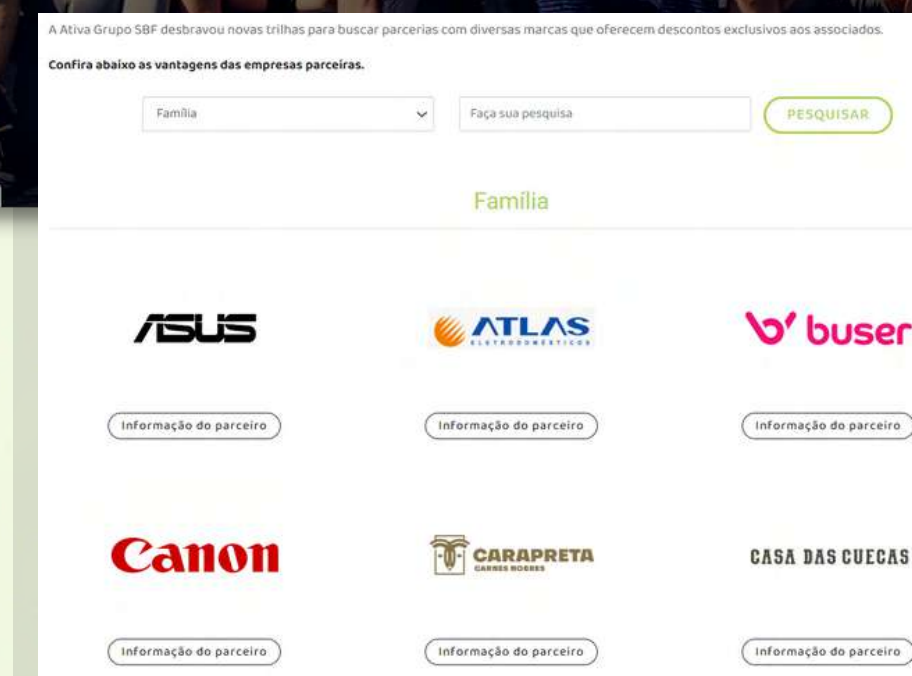 A Ativa Grupo SBF desbravou novas trilhas para buscar parcerias com diversas marcas que oferecem descontos exclusivos aos associados.
Confira abaixo as vantagens das empresas parceiras.
Família
Faça sua pesquisa
PESQUISAR
Família
ASUS
ATLAS
ELETRODOMÉSTICOS
buser
Informação do parceiro
Informação do parceiro
Informação do parceiro
Canon
CARAPRETA
CARNES NOBRES
CASA DAS CUECAS
Informação do parceiro
Informação do parceiro
Informação do parceiro